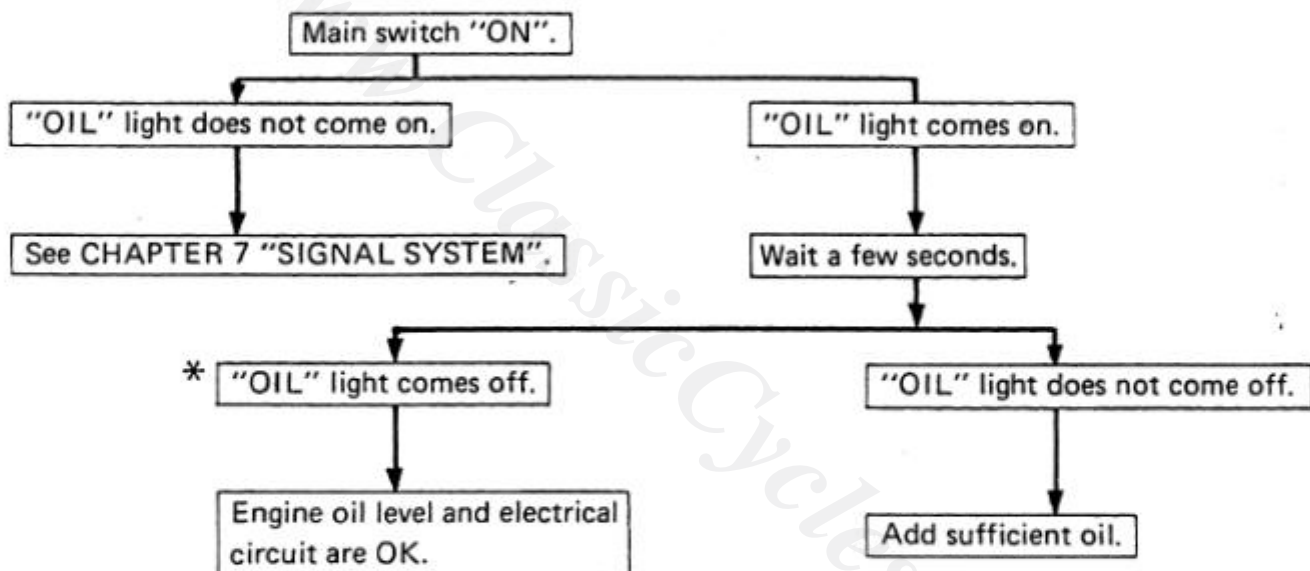 Main switch "ON".
"OIL" light does not come on.
"OIL" light comes on.
See CHAPTER 7 "SIGNAL SYSTEM".
Wait a few seconds.
* "OIL" light comes off.
"OIL" light does not come off.
Engine oil level and electrical
circuit are OK.
Add sufficient oil.